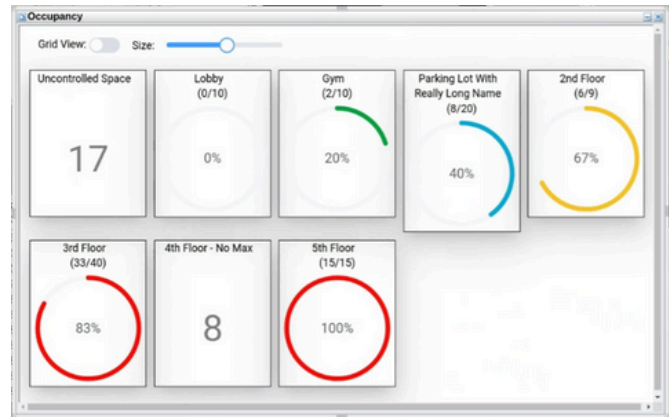 Occupancy
Grid View: Size:
Uncontrolled Space
17
Lobby
(0/10)
0%
Gym
(2/10)
20%
Parking Lot With
Really Long Name
(8/20)
40%
2nd Floor
(6/9)
67%
3rd Floor
(33/40)
83%
4th Floor - No Max
8
5th Floor
(15/15)
100%